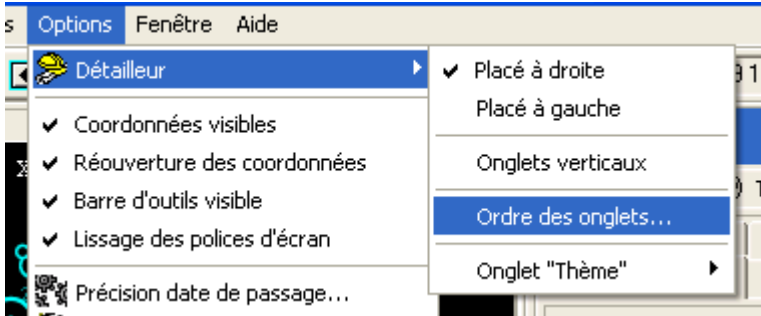 s Options Fenêtre Aide
Détailleur
Coordonnées visibles
Réouverture des coordonnées
Barre d'outils visible
Lissage des polices d'écran
Précision date de passage...
Placé à droite
Placé à gauche
Onglets verticaux
Ordre des onglets...
Onglet "Thème"